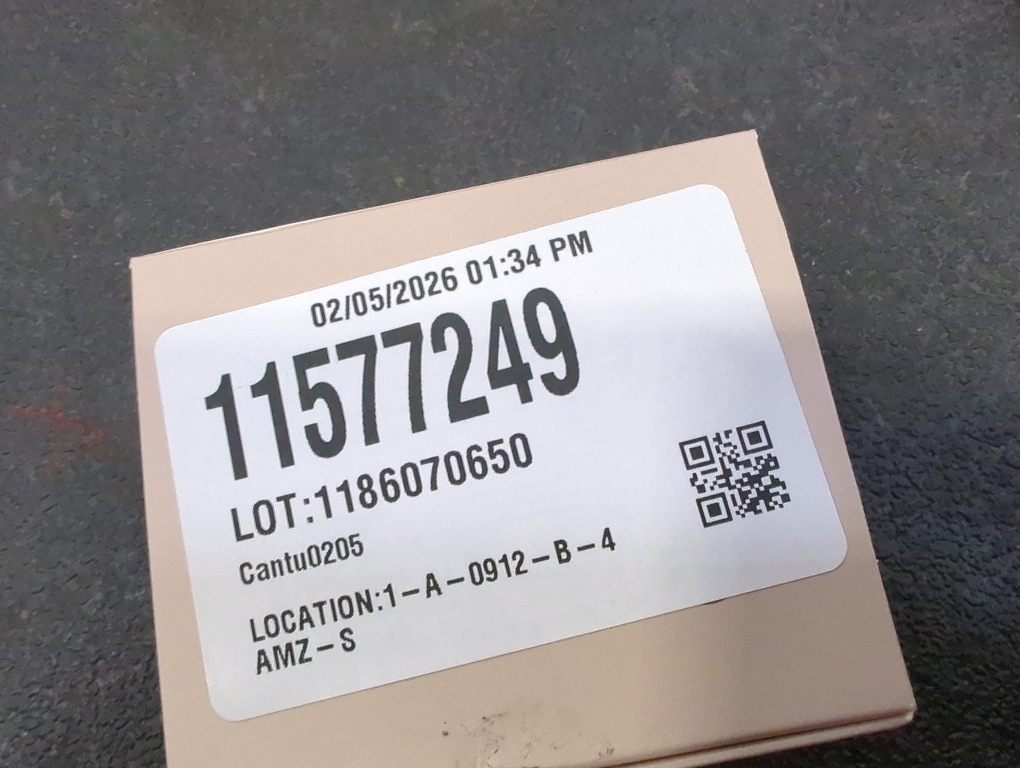 02/05/2026 01:34 PM
11577249
LOT:1186070650
Cantu0205
LOCATION:1-A-0912-B-4
AMZ-S